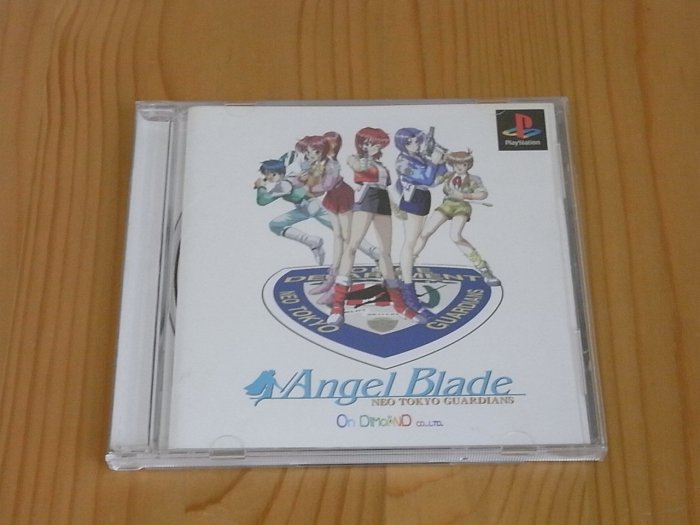 PlayStation
DEPARTMENT
NEO TOKYO
GUARDIANS
Angel Blade
NEO TOKYO GUARDIANS
On DIMAND CO.,LTD.